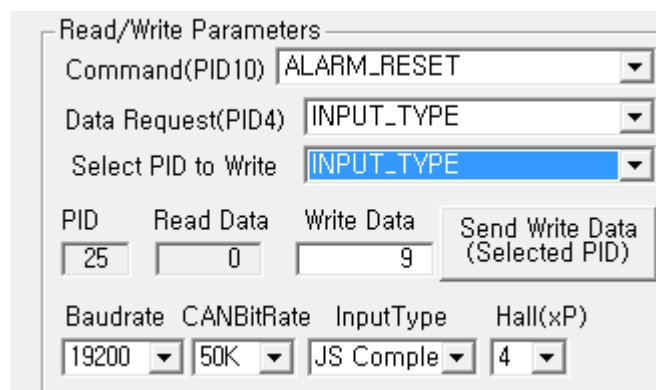 Read/Write Parameters
Command(PID10) ALARM_RESET
Data Request(PID4) INPUT_TYPE
Select PID to Write INPUT_TYPE
PID Read Data Write Data Send Write Data
(Selected PID)
25 0 9
Baudrate CANBitRate InputType Hall(xP)
19200 50K JS Comple 4